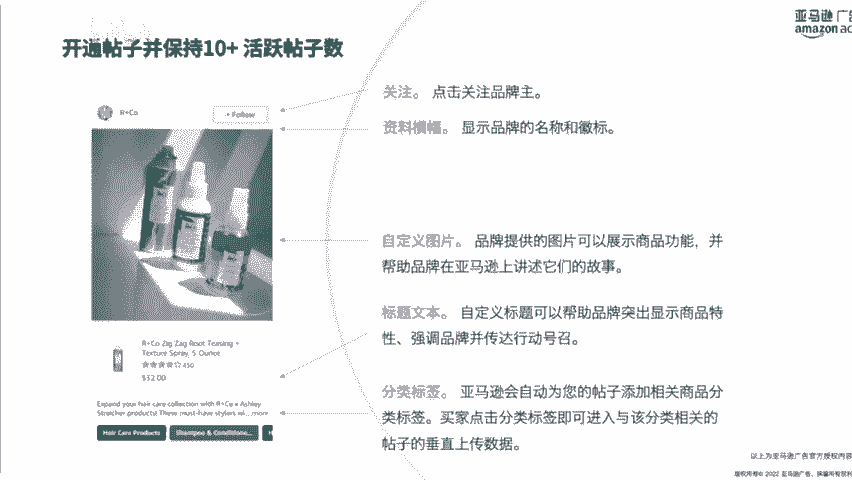 亚马逊 广告
amazon ad
开通帖子并保持10+ 活跃帖子数
R+Co
+ Follow
关注。 点击关注品牌主。
资料横幅。 显示品牌的名称和徽标。
自定义图片。 品牌提供的图片可以展示商品功能，并
帮助品牌在亚马逊上讲述它们的故事。
标题文本。 自定义标题可以帮助品牌突出显示商品特
性、强调品牌并传达行动号召。
R+Co Zig Zag Root Teasing +
Texture Spray, 5 Ounce
450
$32.00
分类标签。 亚马逊会自动为您的帖子添加相关商品分
类标签。买家点击分类标签即可进入与该分类相关的
帖子的垂直上传数据。
Expand your hair care collection with R+Co x Ashley
Streicher products! These must-have stylers wi... more
Hair Care Products
Shampoo & Conditione...
H
以上为亚马逊广告官方授权内容
版权所有© 2022 亚马逊广告，保留所有权利